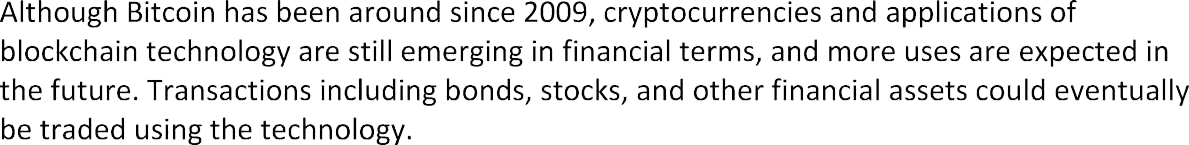 Although Bitcoin has been around since 2009, cryptocurrencies and applications of
blockchain technology are still emerging in financial terms, and more uses are expected in
the future. Transactions including bonds, stocks, and other financial assets could eventually
be traded using the technology.